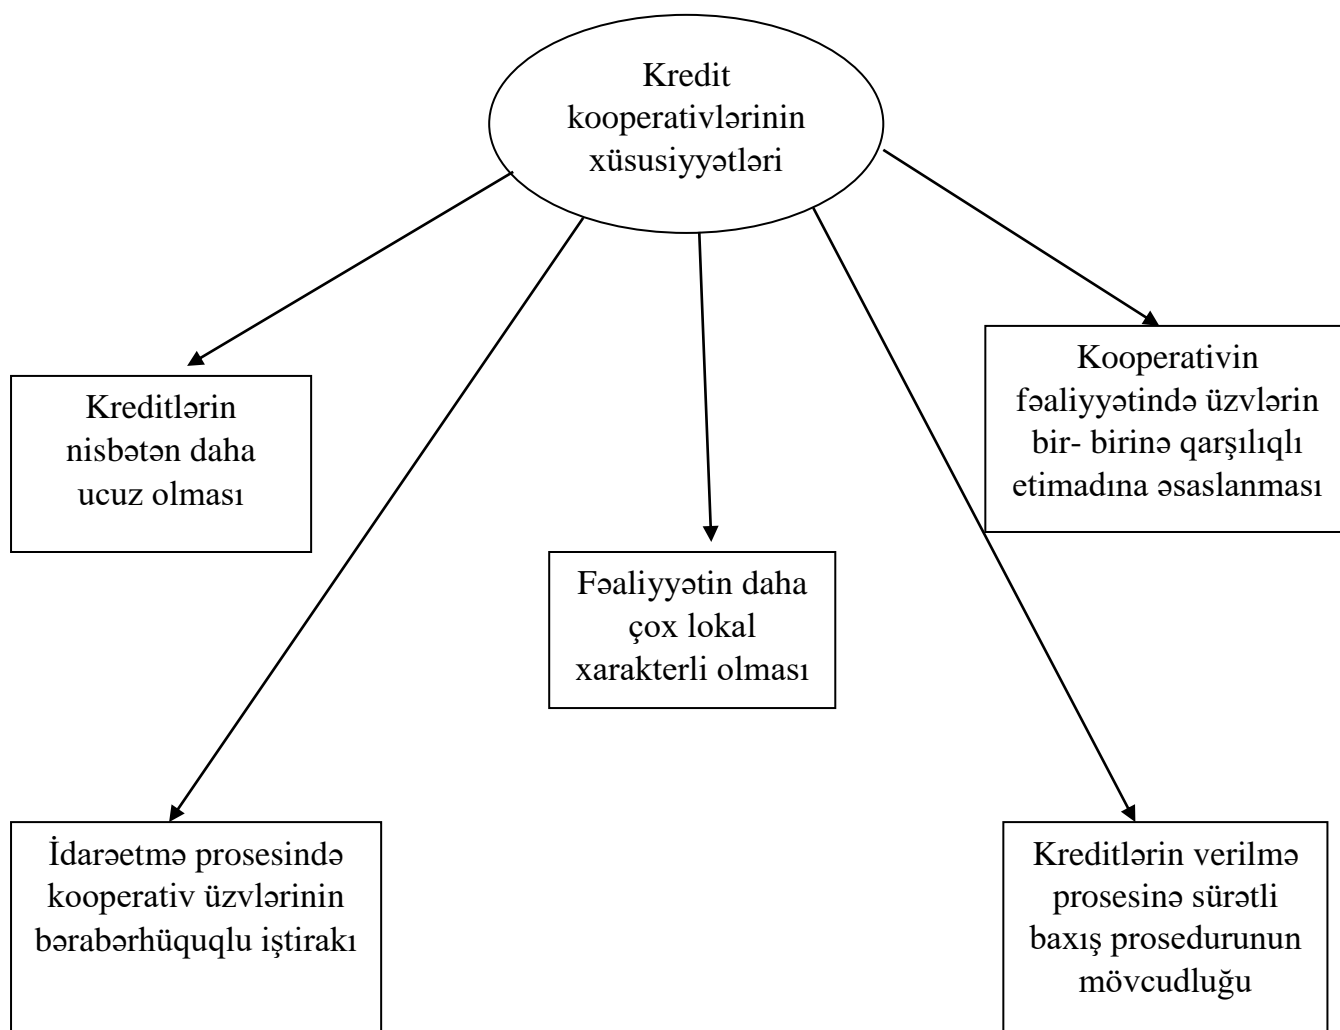 Kredit
kooperativlərinin
xüsusiyyətləri
Kreditlərin
nisbətən daha
ucuz olması
Kooperativin
fəaliyyətində üzvlərin
bir- birinə qarşılıqlı
etimadına əsaslanması
Fəaliyyətin daha
çox lokal
xarakterli olması
İdarəetmə prosesində
kooperativ üzvlərinin
bərabərhüquqlu iştirakı
Kreditlərin verilmə
prosesinə sürətli
baxış prosedurunun
mövcudluğu